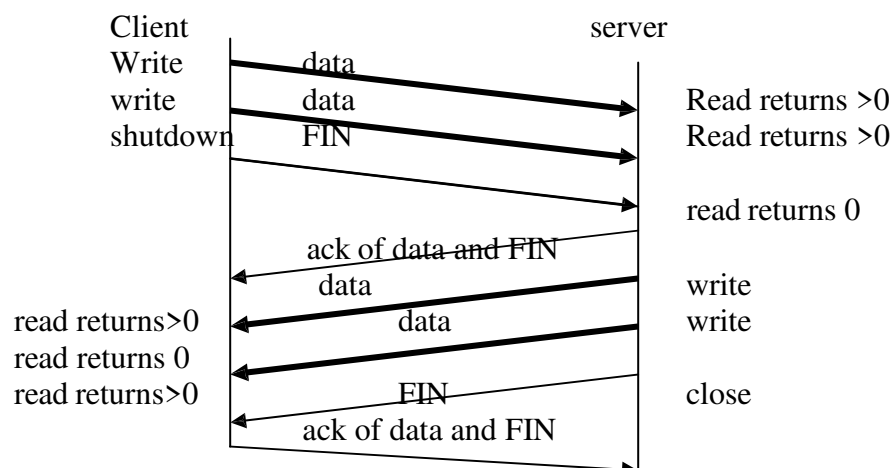 Client server
Write data
write data Read returns >0
shutdown FIN Read returns >0
read returns 0
ack of data and FIN
data write
read returns>0 data write
read returns 0
read returns>0 FIN close
ack of data and FIN